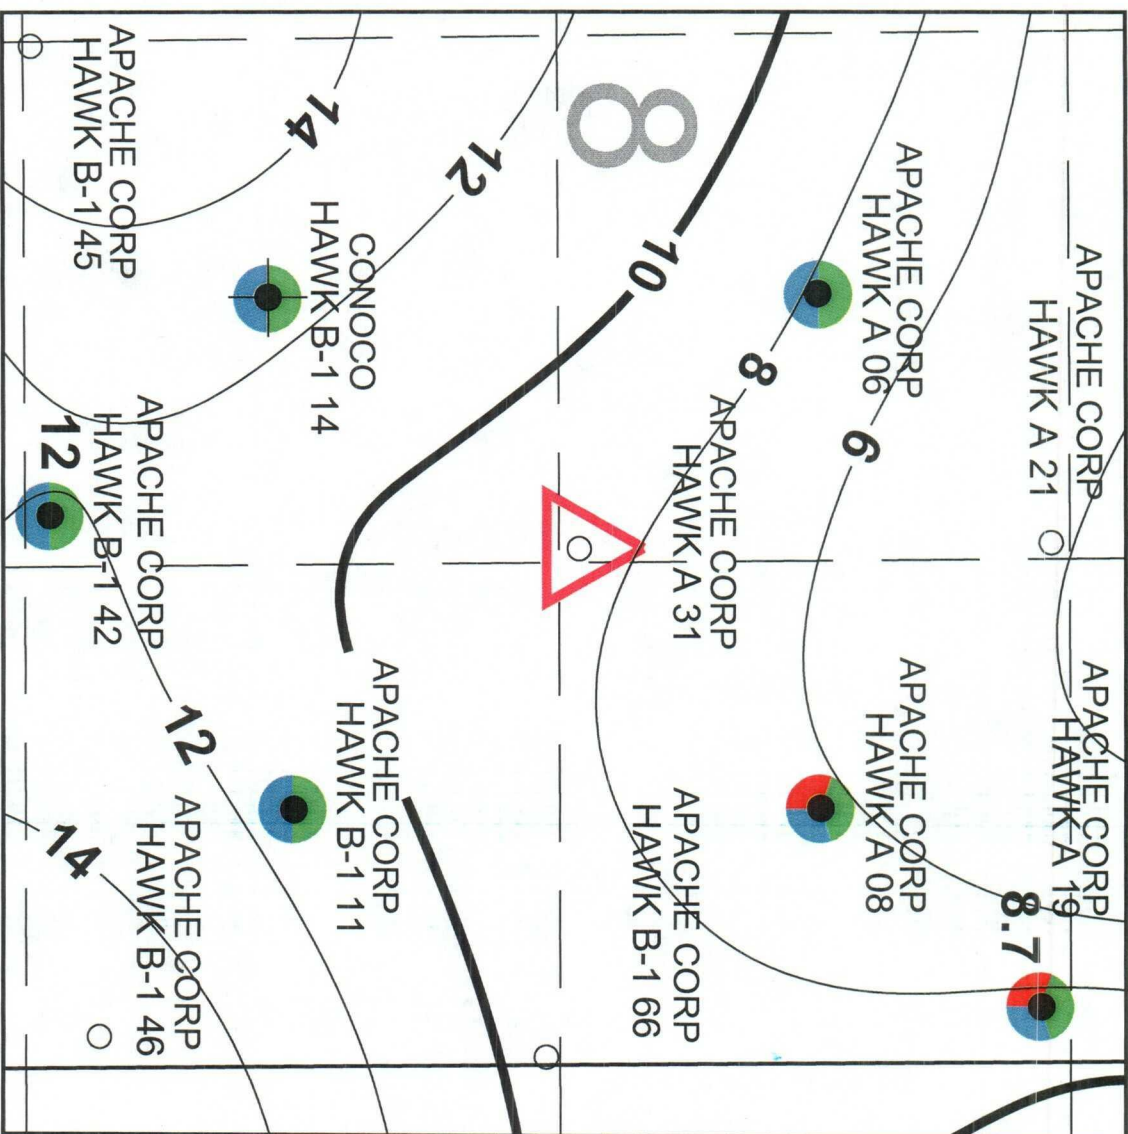 APACHE CORP
HAWK A 21
APACHE CORP
HAWK A 19
8.7
APACHE CORP
HAWK A 06
APACHE CORP
HAWK A 08
6
8
APACHE CORP
HAWK A 31
APACHE CORP
HAWK B-1 66
8
10
12
CONOCO
HAWK B-1 14
APACHE CORP
HAWK B-1 11
14
12
APACHE CORP
HAWK B-1 45
APACHE CORP
HAWK B-1 42
APACHE CORP
HAWK B-1 46
12
14